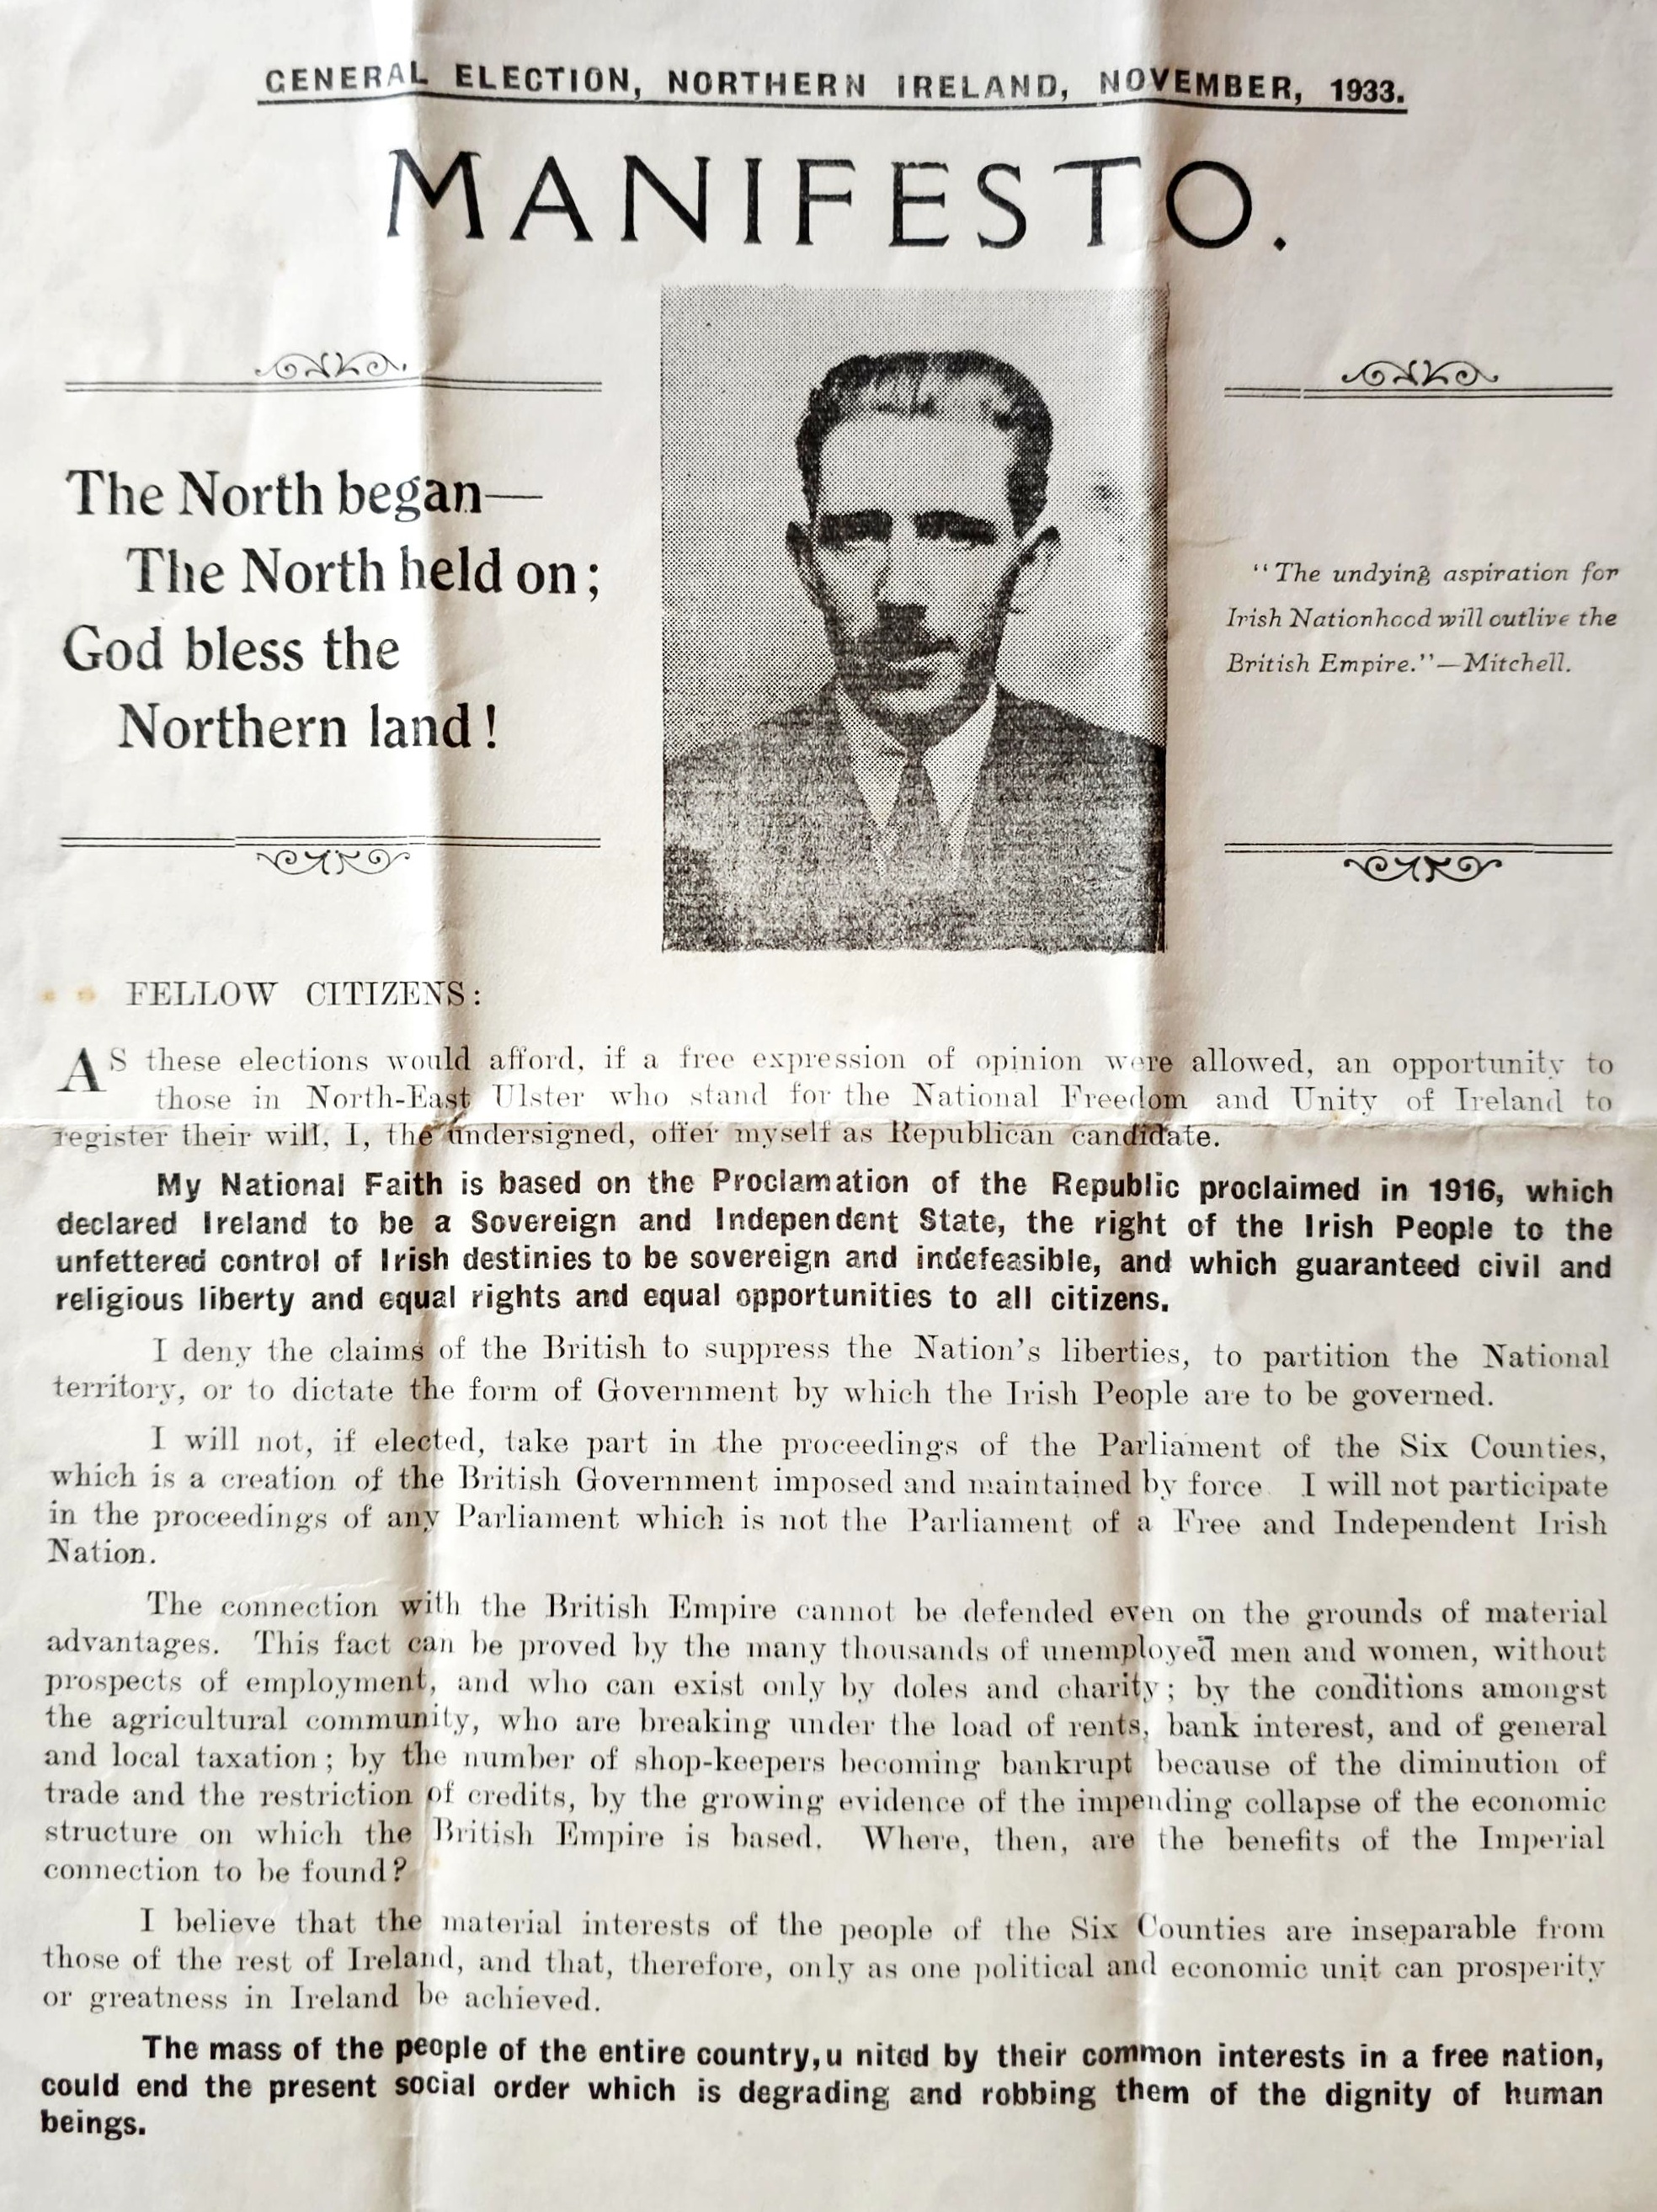 GENERAL ELECTION, NORTHERN IRELAND, NOVEMBER, 1933.
MANIFESTO.
The North began—
The North held on;
God bless the
Northern land!
"The undying aspiration for
Irish Nationhood will outlive the
British Empire."—Mitchell.
FELLOW CITIZENS:
AS these elections would afford, if a free expression of opinion were allowed, an opportunity to
those in North-East Ulster who stand for the National Freedom and Unity of Ireland to
register their will, I, the undersigned, offer myself as Republican candidate.
My National Faith is based on the Proclamation of the Republic proclaimed in 1916, which
declared Ireland to be a Sovereign and Independent State, the right of the Irish People to the
unfettered control of Irish destinies to be sovereign and indefeasible, and which guaranteed civil and
religious liberty and equal rights and equal opportunities to all citizens.
I deny the claims of the British to suppress the Nation's liberties, to partition the National
territory, or to dictate the form of Government by which the Irish People are to be governed.
I will not, if elected, take part in the proceedings of the Parliament of the Six Counties,
which is a creation of the British Government imposed and maintained by force I will not participate
in the proceedings of any Parliament which is not the Parliament of a Free and Independent Irish
Nation.
The connection with the British Empire cannot be defended even on the grounds of material
advantages. This fact can be proved by the many thousands of unemployed men and women, without
prospects of employment, and who can exist only by doles and charity; by the conditions amongst
the agricultural community, who are breaking under the load of rents, bank interest, and of general
and local taxation; by the number of shop-keepers becoming bankrupt because of the diminution of
trade and the restriction of credits, by the growing evidence of the impending collapse of the economic
structure on which the British Empire is based. Where, then, are the benefits of the Imperial
connection to be found?
I believe that the material interests of the people of the Six Counties are inseparable from
those of the rest of Ireland, and that, therefore, only as one political and economic unit can prosperity
or greatness in Ireland be achieved.
The mass of the people of the entire country,u nited by their common interests in a free nation,
could end the present social order which is degrading and robbing them of the dignity of human
beings.